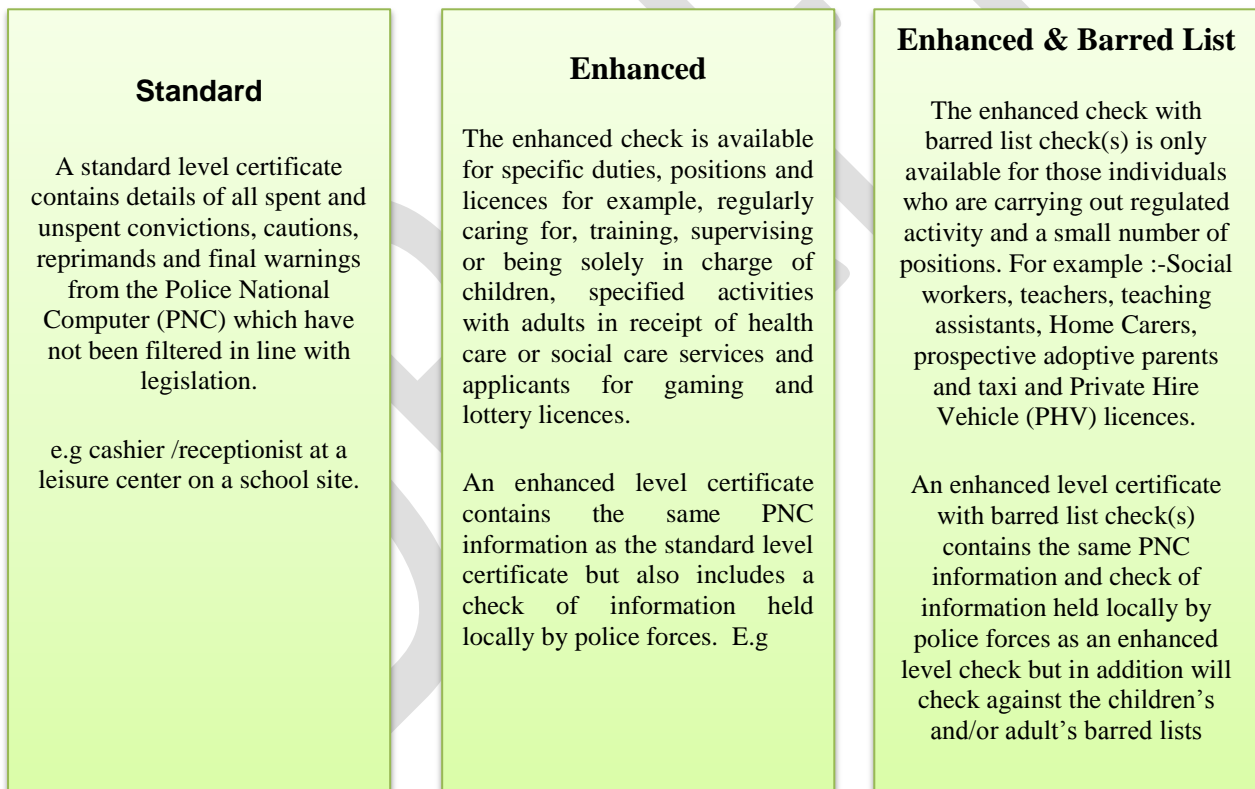 Standard
A standard level certificate
contains details of all spent and
unspent convictions, cautions,
reprimands and final warnings
from the Police National
Computer (PNC) which have
not been filtered in line with
legislation.
e.g cashier /receptionist at a
leisure center on a school site.
Enhanced
The enhanced check is available
for specific duties, positions and
licences for example, regularly
caring for, training, supervising
or being solely in charge of
children, specified activities
with adults in receipt of health
care or social care services and
applicants for gaming and
lottery licences.
An enhanced level certificate
contains the same PNC
information as the standard level
certificate but also includes a
check of information held
locally by police forces. E.g
Enhanced & Barred List
The enhanced check with
barred list check(s) is only
available for those individuals
who are carrying out regulated
activity and a small number of
positions. For example :-Social
workers, teachers, teaching
assistants, Home Carers,
prospective adoptive parents
and taxi and Private Hire
Vehicle (PHV) licences.
An enhanced level certificate
with barred list check(s)
contains the same PNC
information and check of
information held locally by
police forces as an enhanced
level check but in addition will
check against the children’s
and/or adult’s barred lists